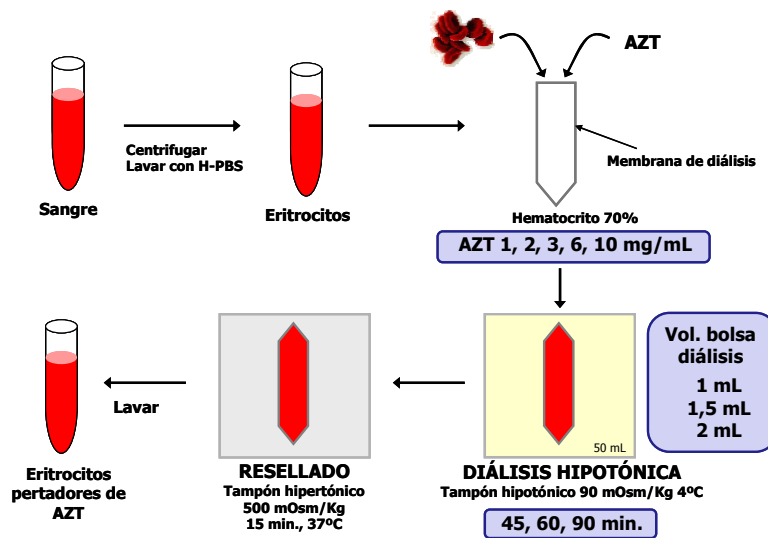 AZT
Centrifugar
Lavar con H-PBS
Membrana de diálisis
Sangre
Eritrocitos
Hematocrito 70%
AZT 1, 2, 3, 6, 10 mg/mL
Vol. bolsa
diálisis
1 mL
1,5 mL
2 mL
50 mL
Lavar
Eritrocitos
pertadores de
AZT
RESELLADO
Tampón hipertónico
500 mOsm/Kg
15 min., 37ºC
DIÁLISIS HIPOTÓNICA
Tampón hipotónico 90 mOsm/Kg 4ºC
45, 60, 90 min.